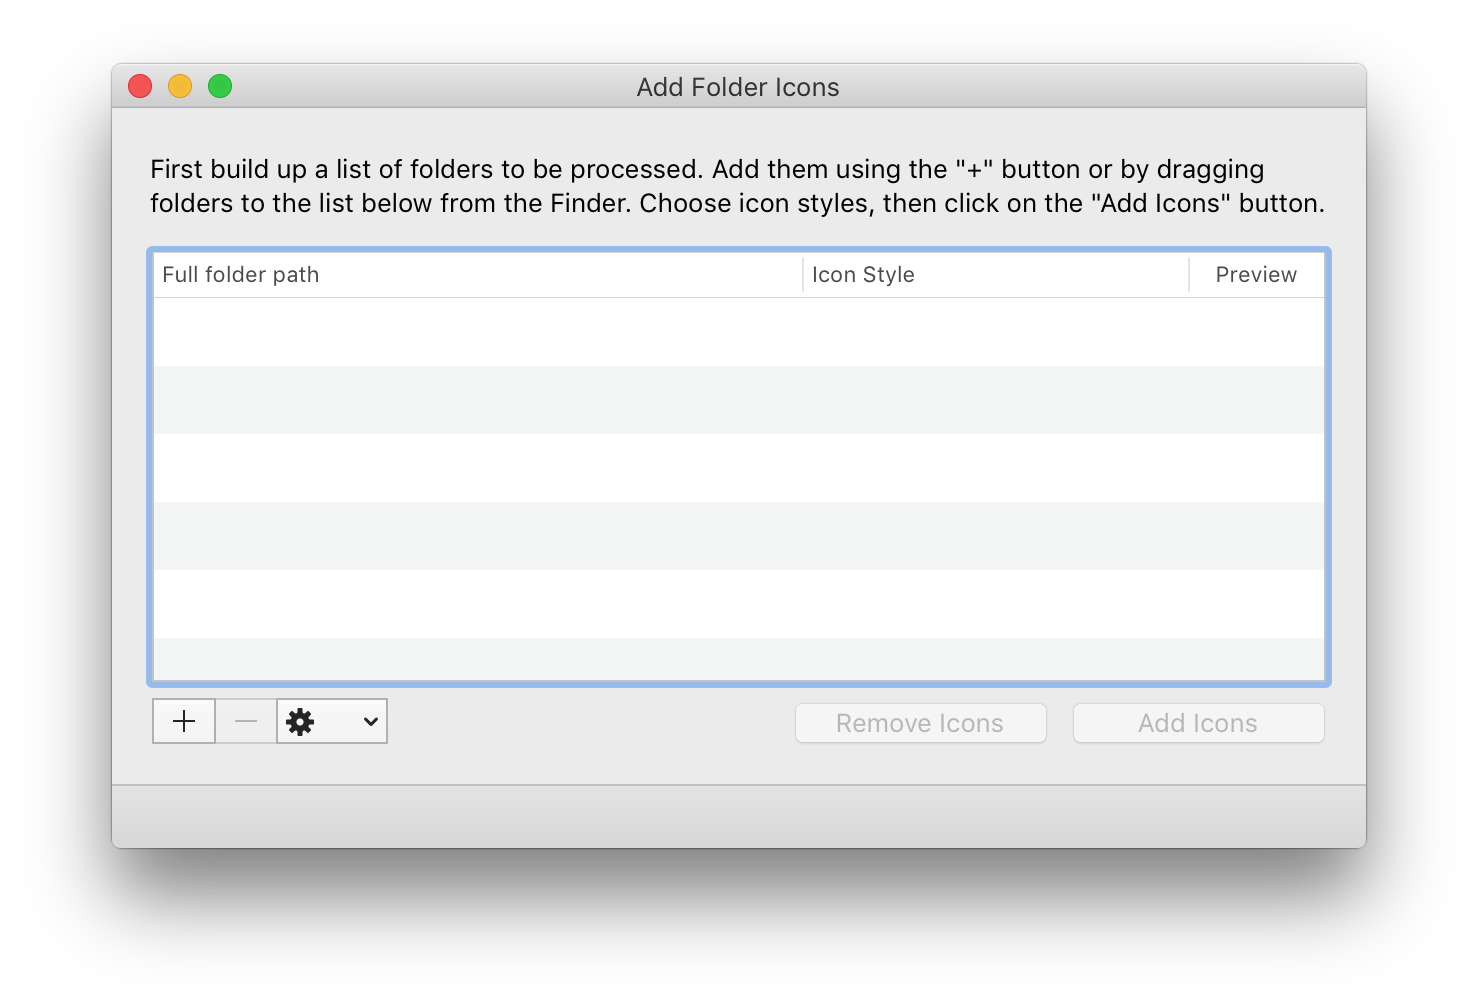 Add Folder Icons
First build up a list of folders to be processed. Add them using the "+" button or by dragging
folders to the list below from the Finder. Choose icon styles, then click on the "Add Icons" button.
Full folder path Icon Style Preview
Remove Icons Add Icons